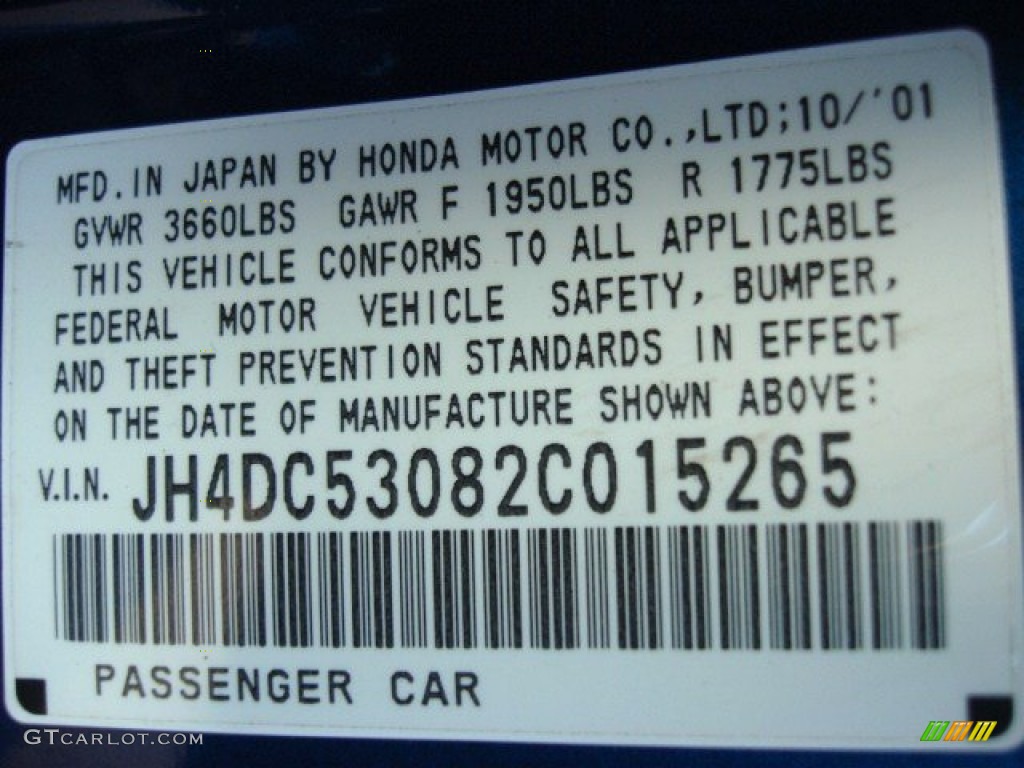 MFD. IN JAPAN BY HONDA MOTOR CO.,LTD;10/'01
GVWR 3660LBS GAWR F 1950LBS R 1775LBS
THIS VEHICLE CONFORMS TO ALL APPLICABLE
FEDERAL MOTOR VEHICLE SAFETY, BUMPER,
AND THEFT PREVENTION STANDARDS IN EFFECT
ON THE DATE OF MANUFACTURE SHOWN ABOVE:
V.I.N. JH4DC53082C015265
PASSENGER CAR
GTCARLOT.COM